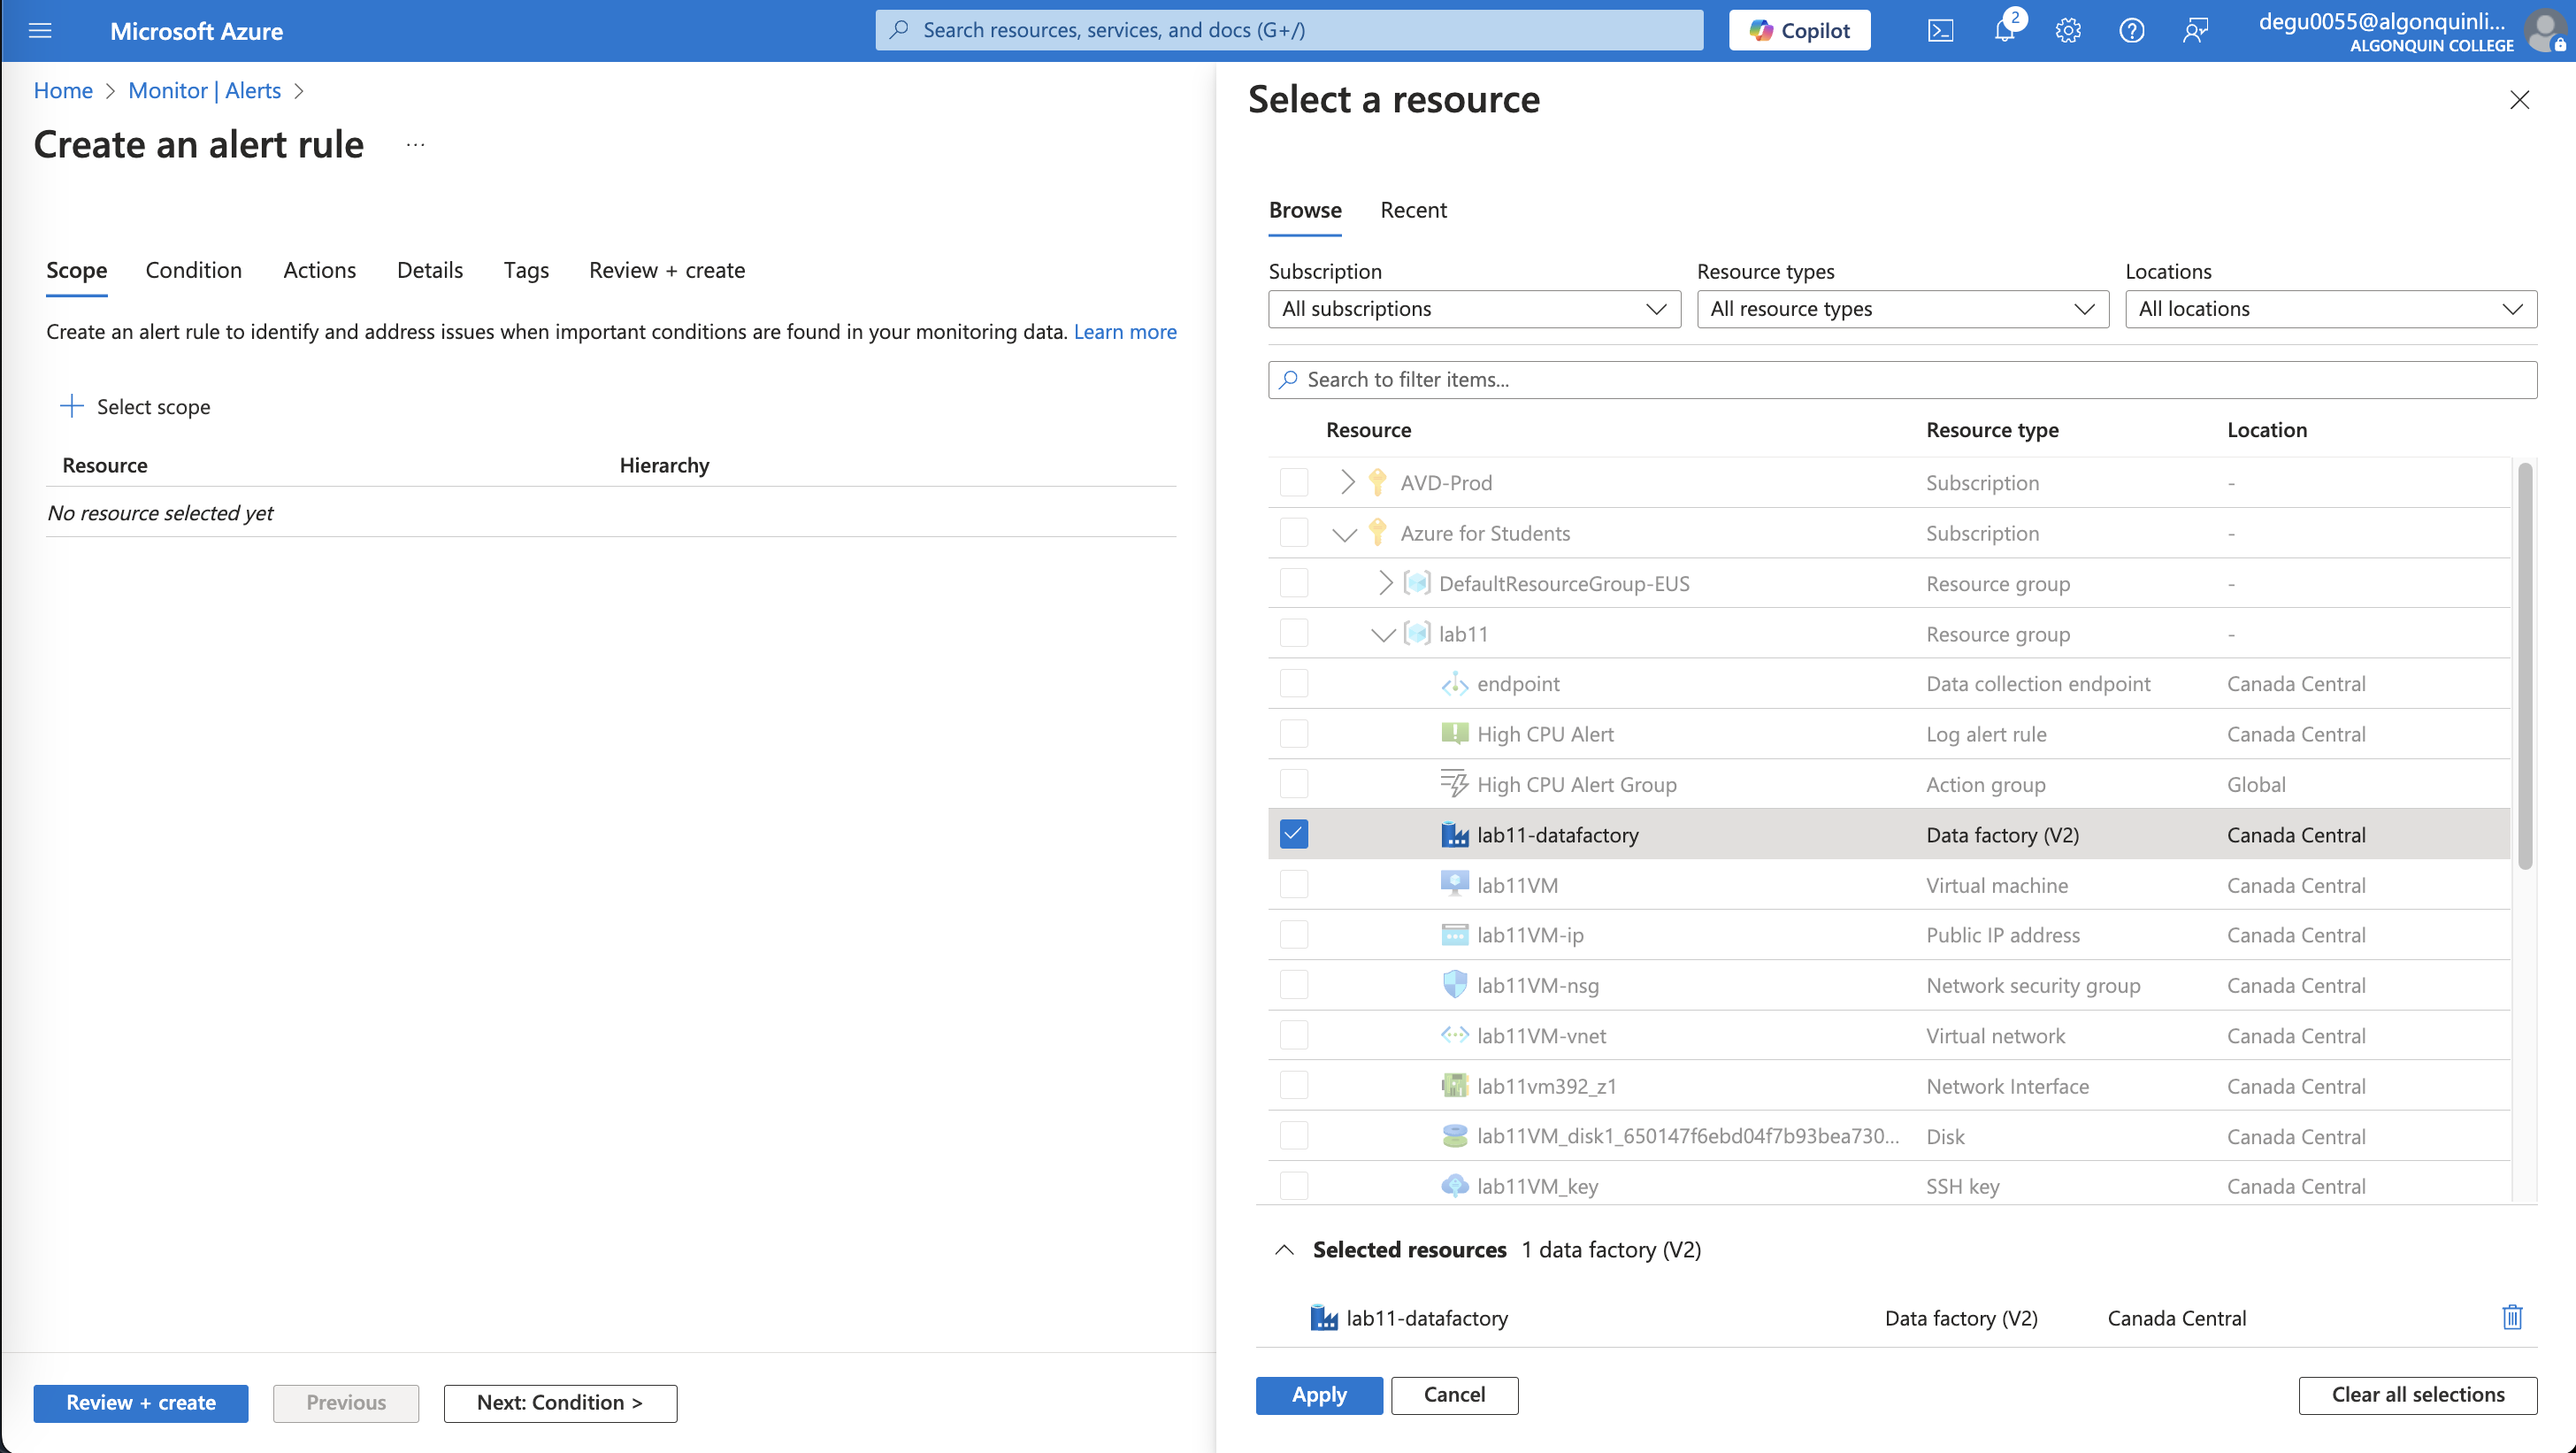 Microsoft Azure
Search resources, services, and docs (G+/)
Copilot
2
degu0055@algonquinli...
ALGONQUIN COLLEGE
Home > Monitor | Alerts >
Create an alert rule ...
Scope Condition Actions Details Tags Review + create
Create an alert rule to identify and address issues when important conditions are found in your monitoring data. Learn more
+ Select scope
Resource Hierarchy
No resource selected yet
Review + create Previous Next: Condition >
Select a resource
Browse Recent
Subscription Resource types Locations
All subscriptions All resource types All locations
Search to filter items...
Resource Resource type Location
AVD-Prod Subscription -
Azure for Students Subscription -
DefaultResourceGroup-EUS Resource group -
lab11 Resource group -
endpoint Data collection endpoint Canada Central
High CPU Alert Log alert rule Canada Central
High CPU Alert Group Action group Global
lab11-datafactory Data factory (V2) Canada Central
lab11VM Virtual machine Canada Central
lab11VM-ip Public IP address Canada Central
lab11VM-nsg Network security group Canada Central
lab11VM-vnet Virtual network Canada Central
lab11vm392_z1 Network Interface Canada Central
lab11VM_disk1_650147f6ebd04f7b93bea730... Disk Canada Central
lab11VM_key SSH key Canada Central
Selected resources 1 data factory (V2)
lab11-datafactory Data factory (V2) Canada Central
Apply Cancel Clear all selections